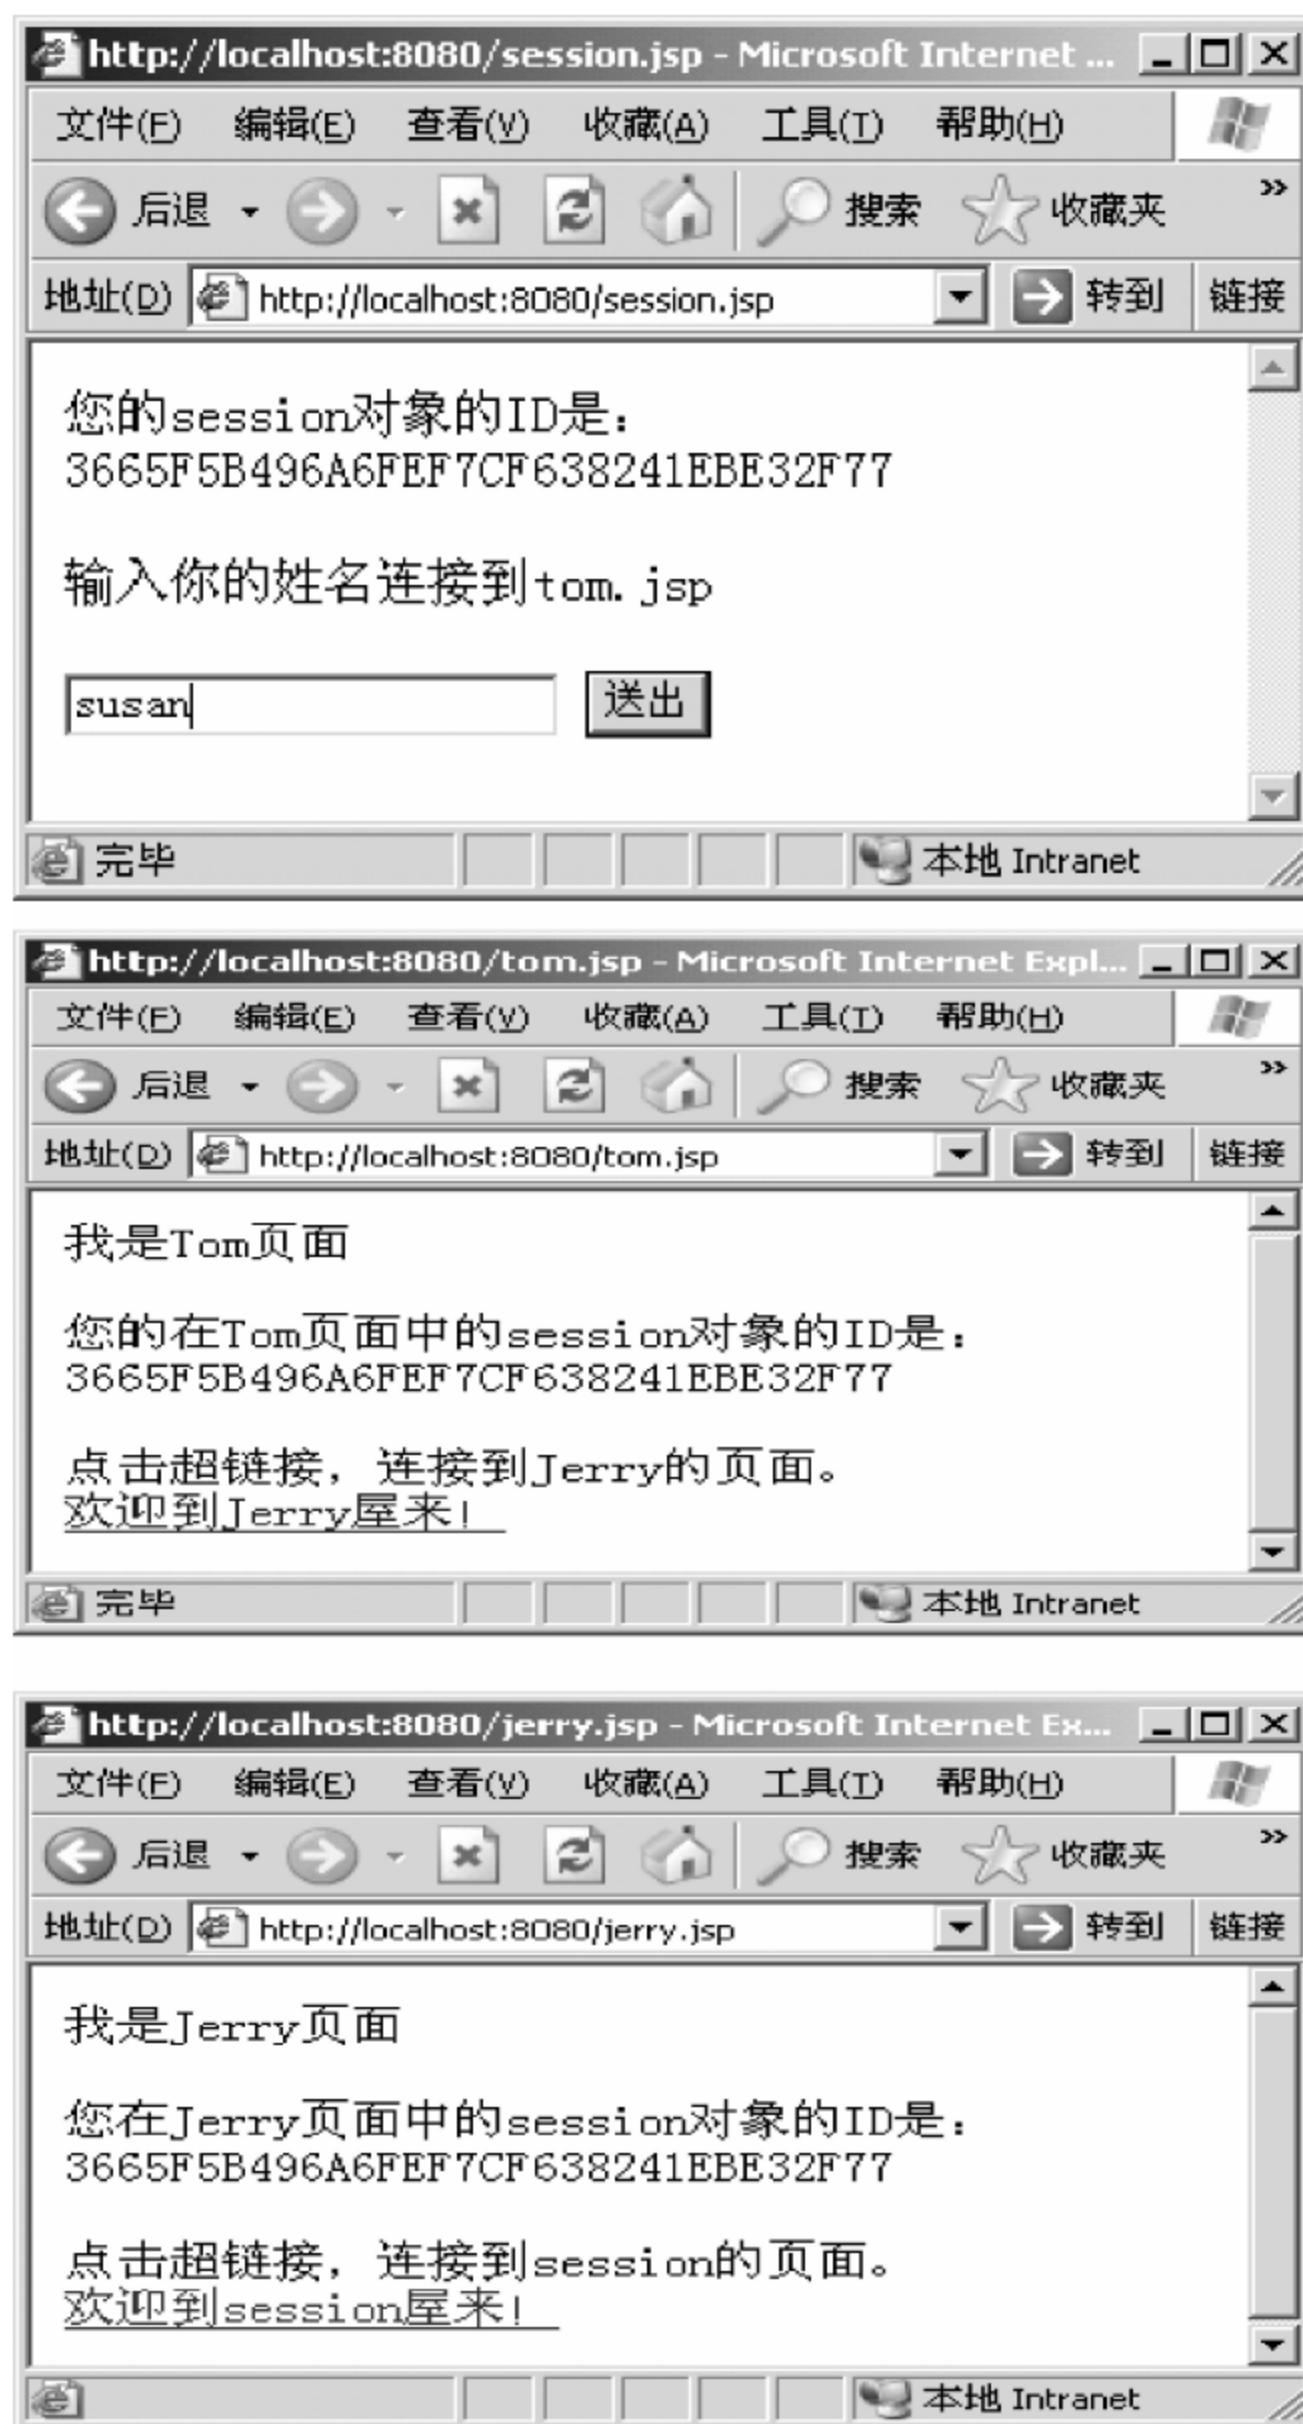 http://localhost:8080/session.jsp - Microsoft Internet ...
文件(F) 编辑(E) 查看(V) 收藏(A) 工具(T) 帮助(H)
后退 搜索 收藏夹 »
地址(D) http://localhost:8080/session.jsp 转到 链接
您的session对象的ID是:
3665F5B496A6FEF7CF638241EBE32F77
输入你的姓名连接到tom.jsp
susan 送出
完毕 本地 Intranet
http://localhost:8080/tom.jsp - Microsoft Internet Expl...
文件(F) 编辑(E) 查看(V) 收藏(A) 工具(T) 帮助(H)
后退 搜索 收藏夹 »
地址(D) http://localhost:8080/tom.jsp 转到 链接
我是Tom页面
您的在Tom页面中的session对象的ID是:
3665F5B496A6FEF7CF638241EBE32F77
点击超链接，连接到Jerry的页面。
欢迎到Jerry屋来!
完毕 本地 Intranet
http://localhost:8080/jerry.jsp - Microsoft Internet Ex...
文件(F) 编辑(E) 查看(V) 收藏(A) 工具(T) 帮助(H)
后退 搜索 收藏夹 »
地址(D) http://localhost:8080/jerry.jsp 转到 链接
我是Jerry页面
您在Jerry页面中的session对象的ID是:
3665F5B496A6FEF7CF638241EBE32F77
点击超链接，连接到session的页面。
欢迎到session屋来!
本地 Intranet